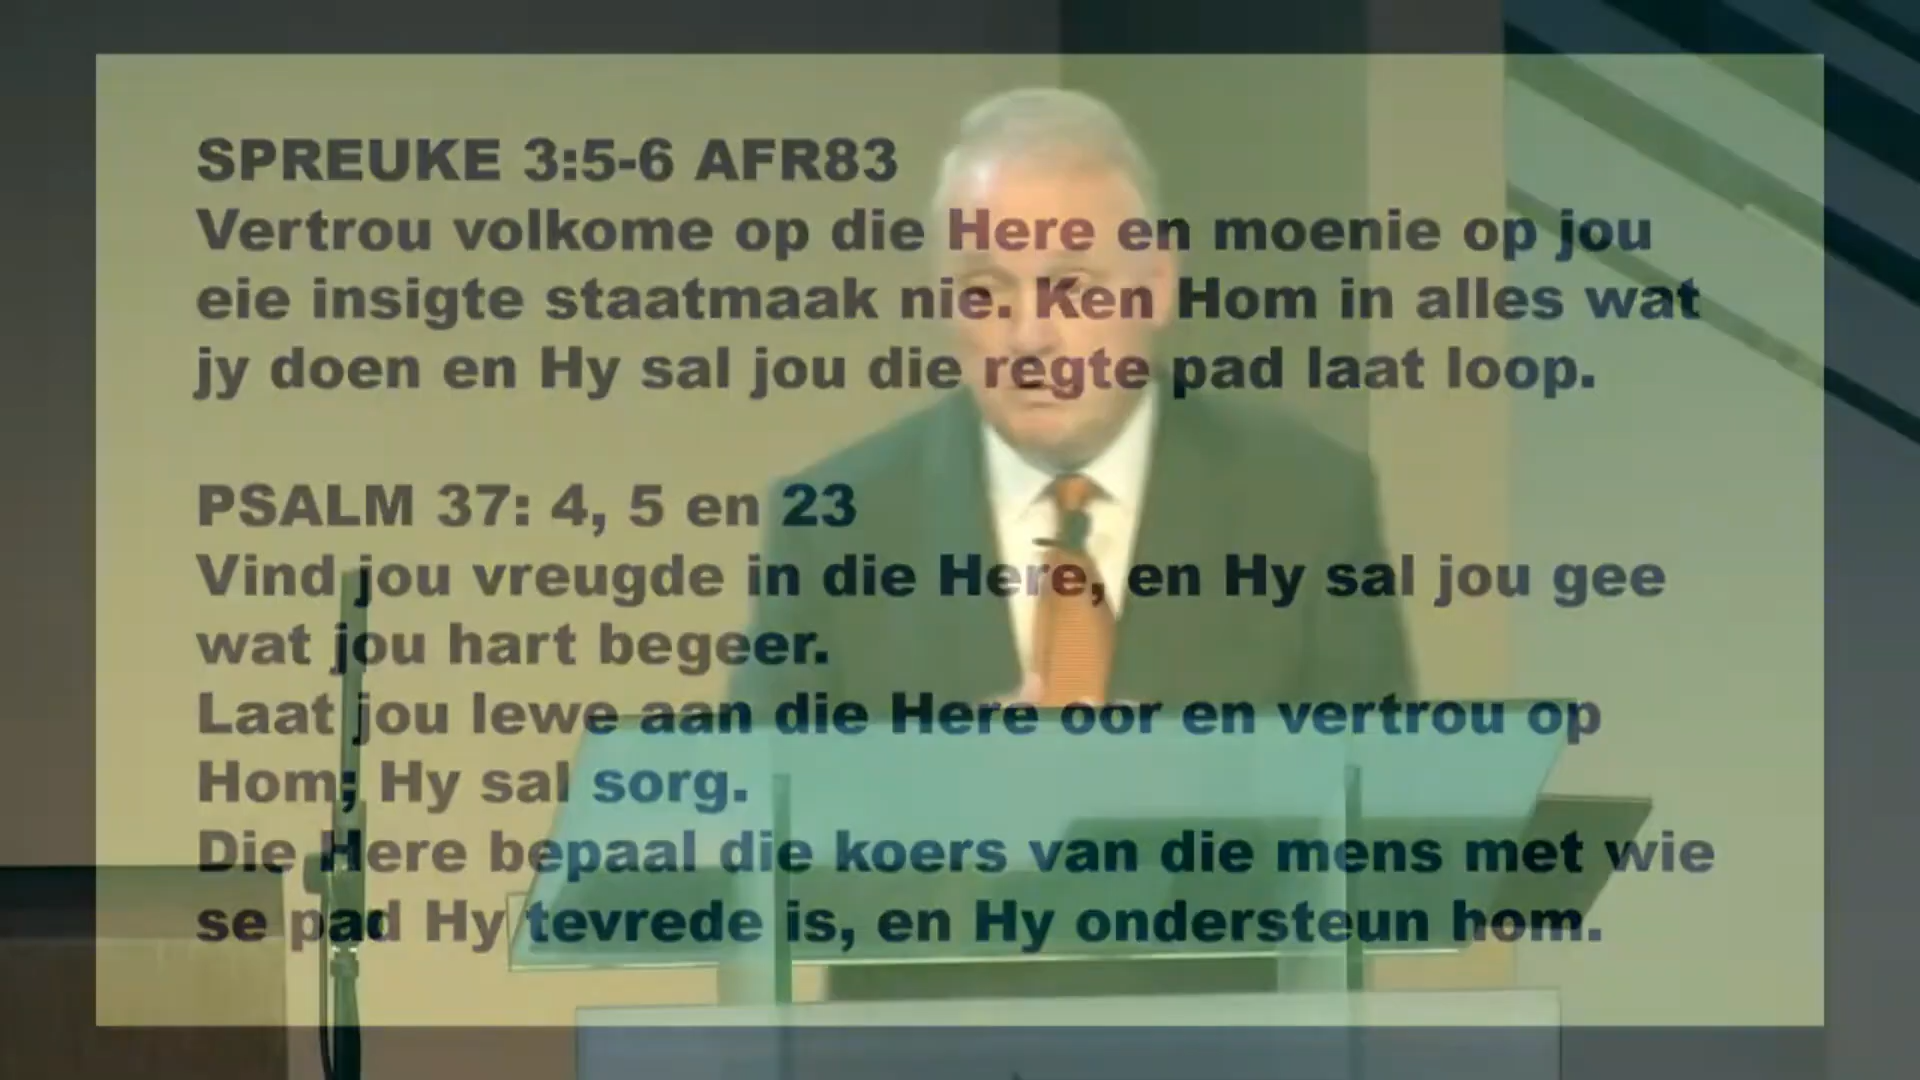 SPREUKE 3:5-6 AFR83
Vertrou volkome op die Here en moenie op jou
eie insigte staatmaak nie. Ken Hom in alles wat
jy doen en Hy sal jou die regte pad laat loop.
PSALM 37: 4, 5 en 23
Vind jou vreugde in die Here, en Hy sal jou gee
wat jou hart begeer.
Laat jou lewe aan die Here oor en vertrou op
Hom; Hy sal sorg.
Die Here bepaal die koers van die mens met wie
se pad Hy tevrede is, en Hy ondersteun hom.